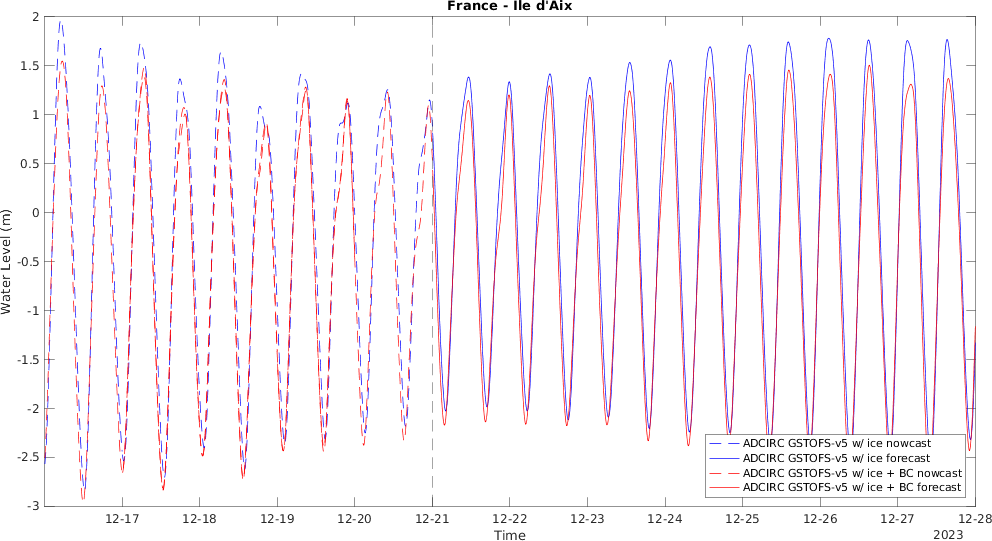 France - Ile d'Aix
2
1.5
1
0.5
0
-0.5
-1
-1.5
-2
-2.5
-3
Water Level (m)
ADCIRC GSTOFS-v5 w/ ice nowcast
ADCIRC GSTOFS-v5 w/ ice forecast
ADCIRC GSTOFS-v5 w/ ice + BC nowcast
ADCIRC GSTOFS-v5 w/ ice + BC forecast
12-17 12-18 12-19 12-20 12-21 12-22 12-23 12-24 12-25 12-26 12-27 12-28
Time
2023